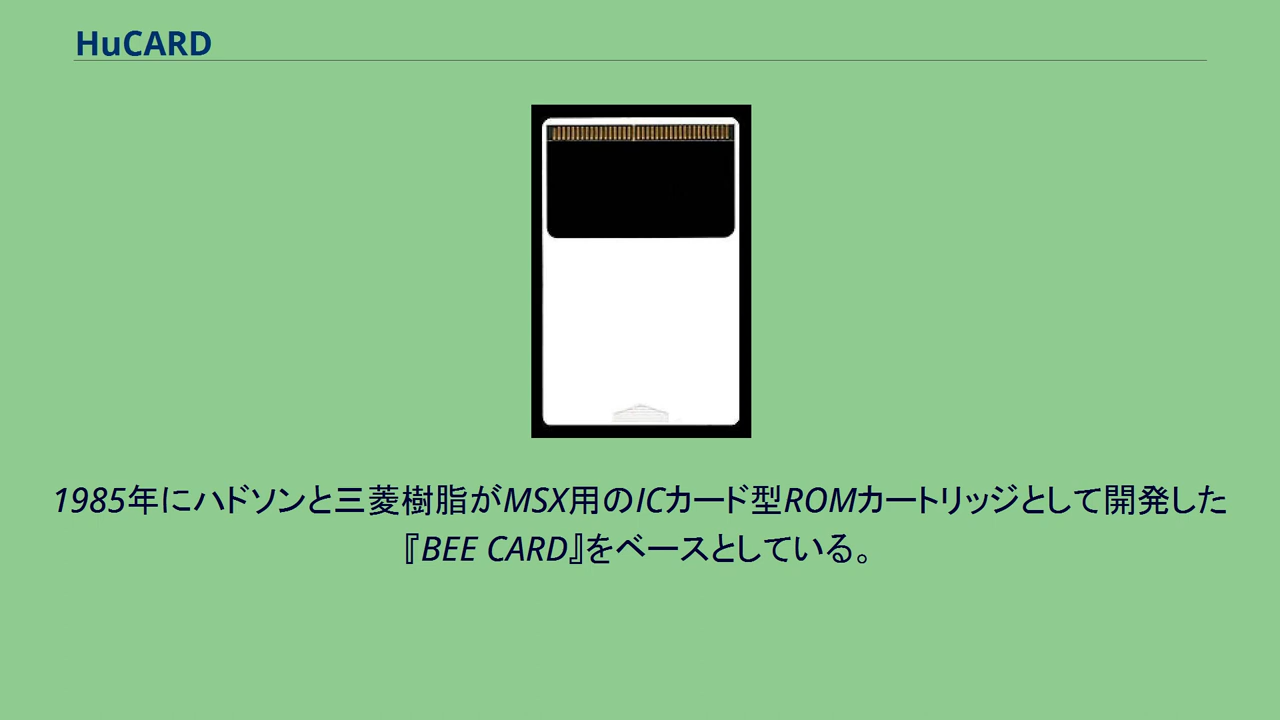 HuCARD
1985年にハドソンと三菱樹脂がMSX用のICカード型ROMカートリッジとして開発した
『BEE CARD』をベースとしている。